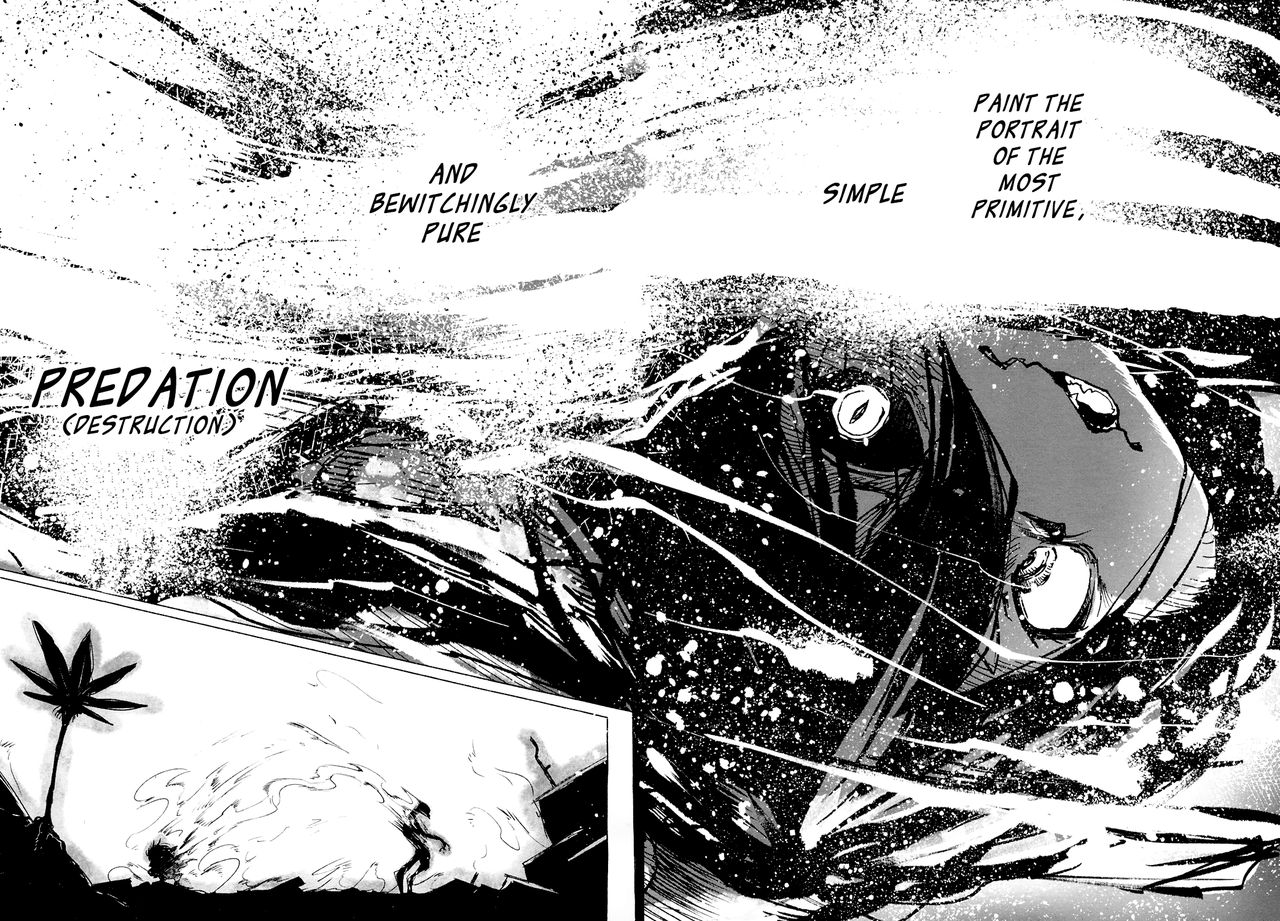 PAINT THE
PORTRAIT
OF THE
MOST
PRIMITIVE,
SIMPLE
AND
BEWITCHINGLY
PURE
PREDATION
(DESTRUCTION)